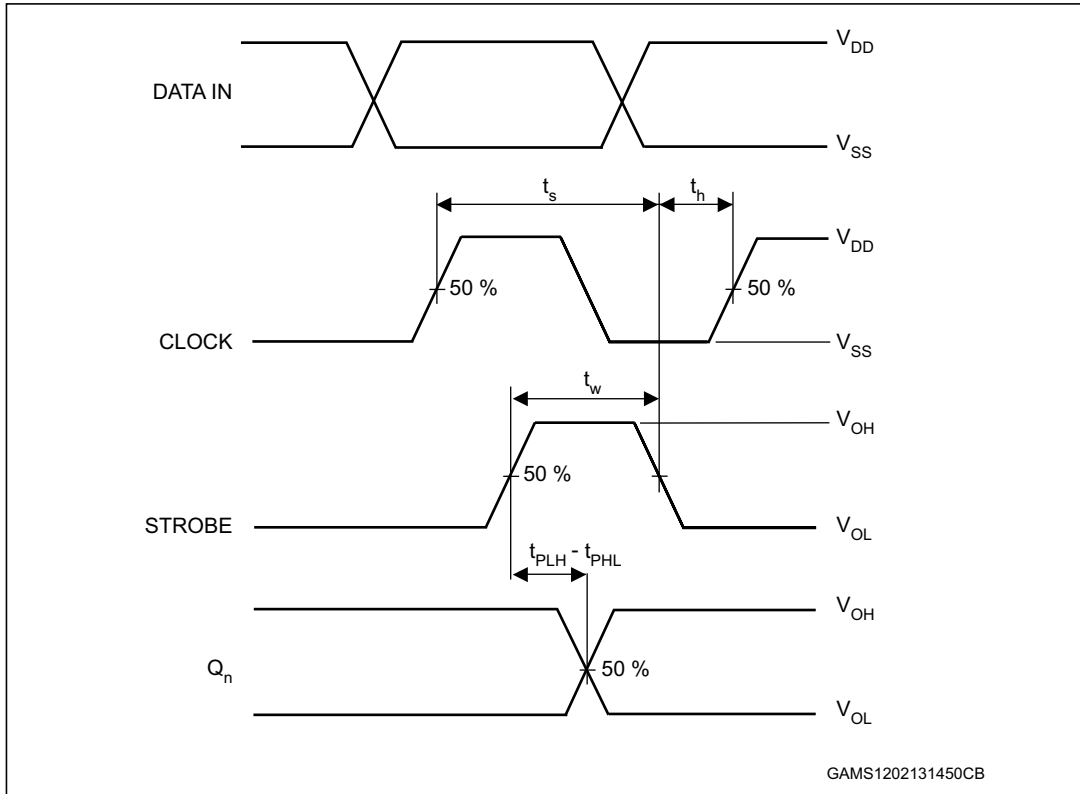 V_DD
DATA IN
V_SS
t_s t_h
V_DD
50 % 50 %
CLOCK
V_SS
t_w
V_OH
50 %
STROBE
V_OL
t_PLH - t_PHL
V_OH
Q_n
50 %
V_OL
GAMS1202131450CB